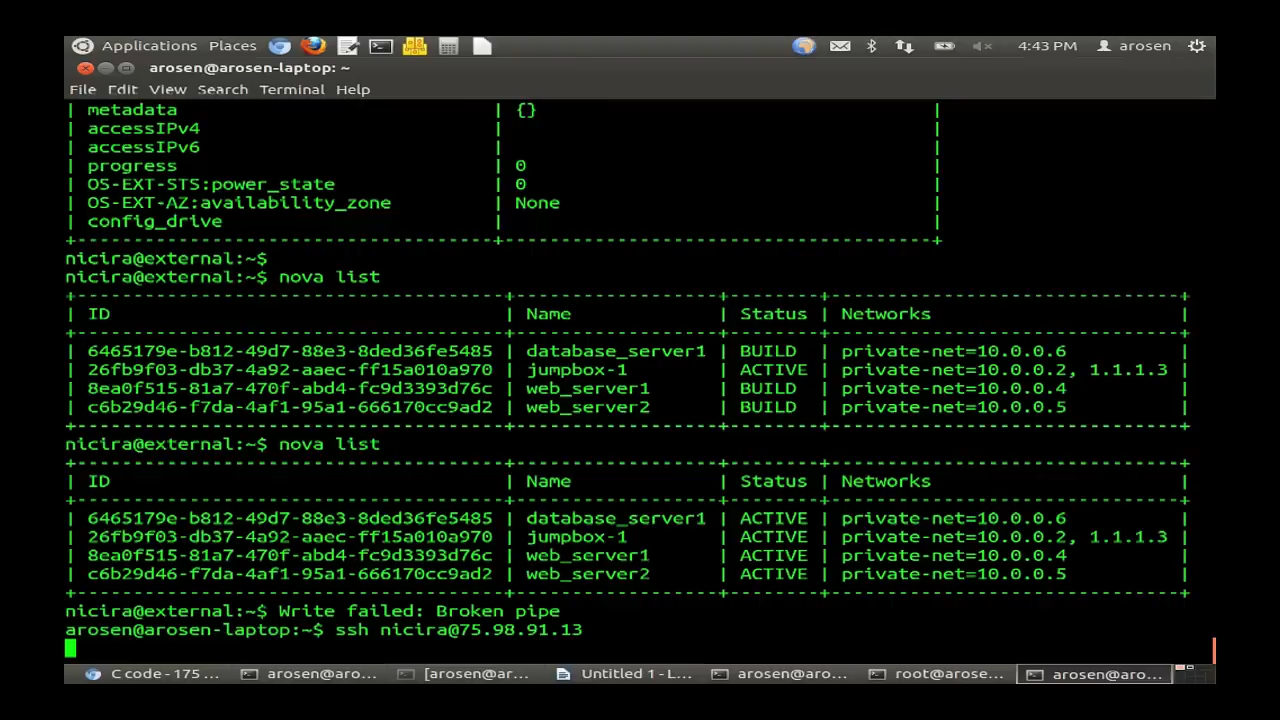 Applications Places 4:43 PM arosen
arosen@arosen-laptop: ~
File Edit View Search Terminal Help
| metadata | {} |
| accessIPv4 | |
| accessIPv6 | |
| progress | 0 |
| OS-EXT-STS:power_state | 0 |
| OS-EXT-AZ:availability_zone | None |
| config_drive | |
+--------------------------------------+------------------------------------------------+
nicira@external:~$
nicira@external:~$ nova list
+--------------------------------------+------------------+--------+--------------------------------+
| ID | Name | Status | Networks |
+--------------------------------------+------------------+--------+--------------------------------+
| 6465179e-b812-49d7-88e3-8ded36fe5485 | database_server1 | BUILD | private-net=10.0.0.6 |
| 26fb9f03-db37-4a92-aaec-ff15a010a970 | jumpbox-1 | ACTIVE | private-net=10.0.0.2, 1.1.1.3 |
| 8ea0f515-81a7-470f-abd4-fc9d3393d76c | web_server1 | BUILD | private-net=10.0.0.4 |
| c6b29d46-f7da-4af1-95a1-666170cc9ad2 | web_server2 | BUILD | private-net=10.0.0.5 |
+--------------------------------------+------------------+--------+--------------------------------+
nicira@external:~$ nova list
+--------------------------------------+------------------+--------+--------------------------------+
| ID | Name | Status | Networks |
+--------------------------------------+------------------+--------+--------------------------------+
| 6465179e-b812-49d7-88e3-8ded36fe5485 | database_server1 | ACTIVE | private-net=10.0.0.6 |
| 26fb9f03-db37-4a92-aaec-ff15a010a970 | jumpbox-1 | ACTIVE | private-net=10.0.0.2, 1.1.1.3 |
| 8ea0f515-81a7-470f-abd4-fc9d3393d76c | web_server1 | ACTIVE | private-net=10.0.0.4 |
| c6b29d46-f7da-4af1-95a1-666170cc9ad2 | web_server2 | ACTIVE | private-net=10.0.0.5 |
+--------------------------------------+------------------+--------+--------------------------------+
nicira@external:~$ Write failed: Broken pipe
arosen@arosen-laptop:~$ ssh nicira@75.98.91.13
C code - 175 ... arosen@aro... [arosen@ar... Untitled 1 - L... arosen@aro... root@arose... arosen@aro...